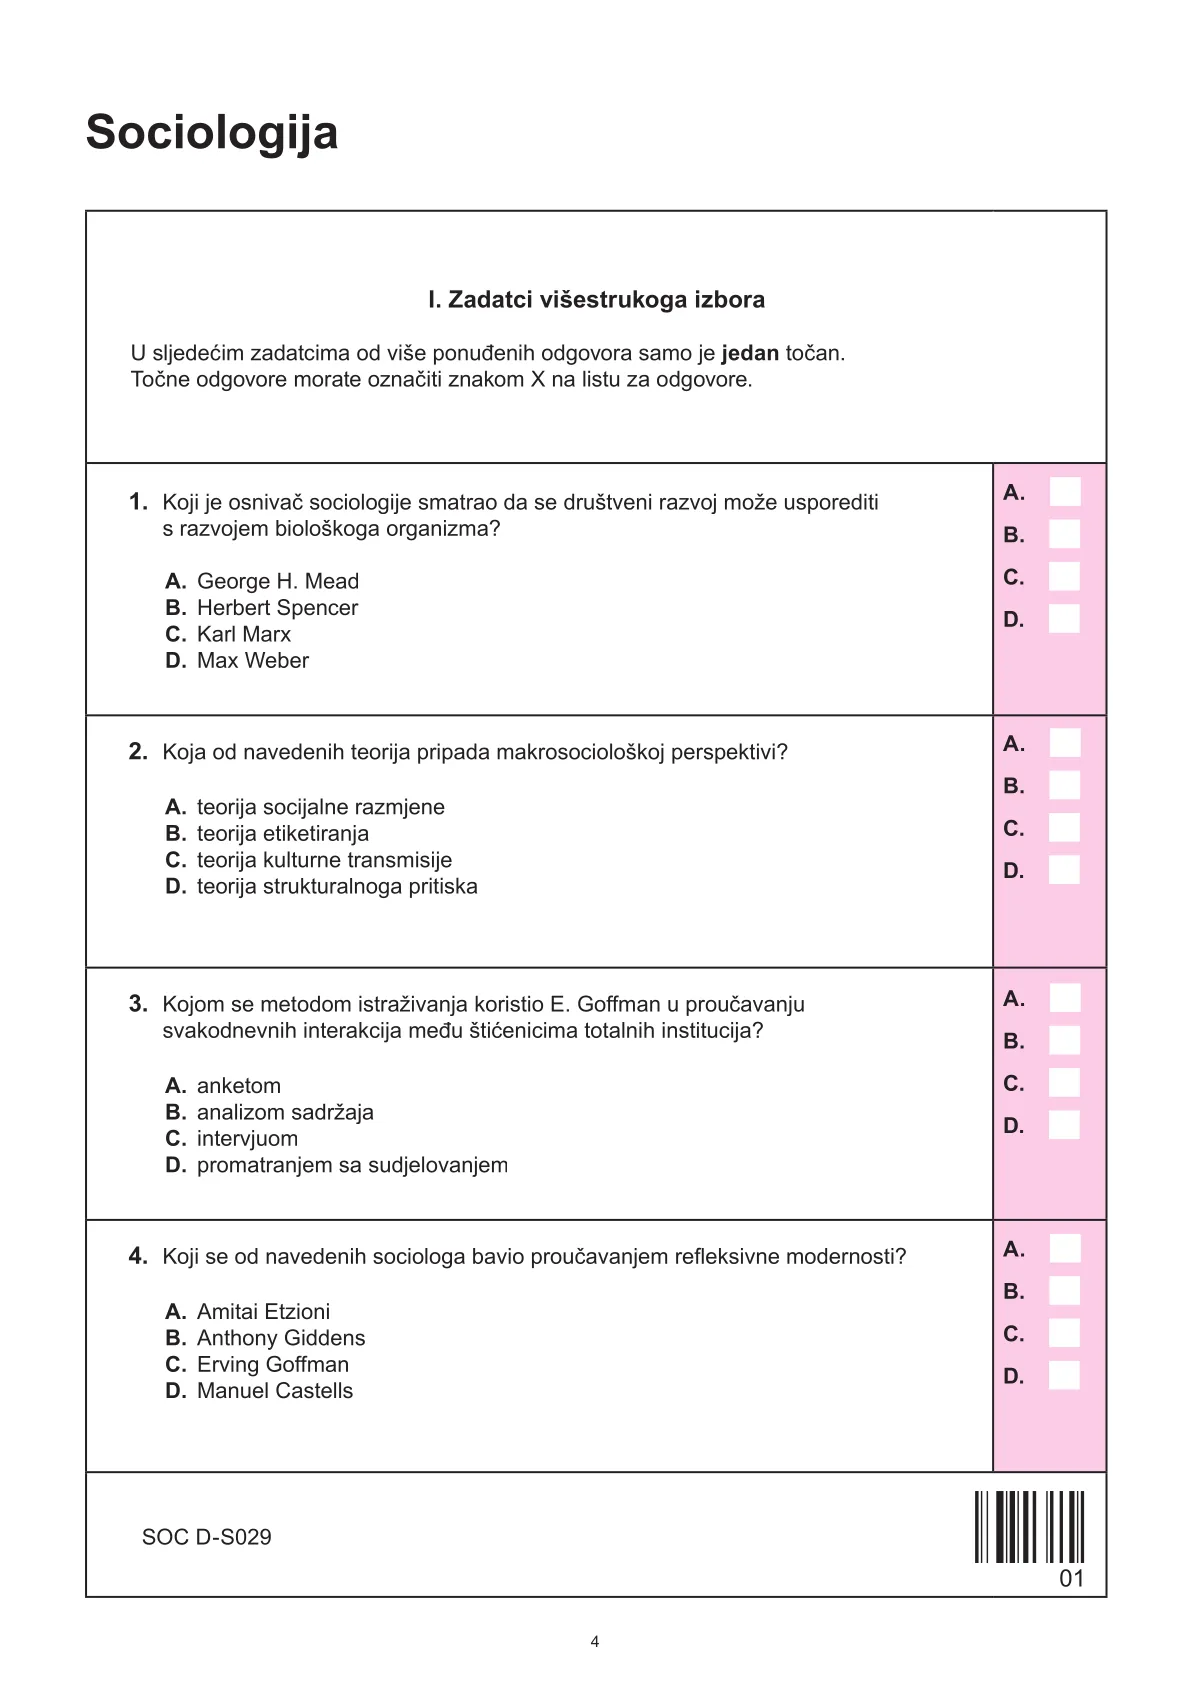 Sociologija
I. Zadatci višestrukoga izbora
U sljedećim zadatcima od više ponuđenih odgovora samo je jedan točan.
Točne odgovore morate označiti znakom X na listu za odgovore.
1. Koji je osnivač sociologije smatrao da se društveni razvoj može usporediti
s razvojem biološkoga organizma?
A. George H. Mead
B. Herbert Spencer
C. Karl Marx
D. Max Weber
A.
B.
C.
D.
2. Koja od navedenih teorija pripada makrosociološkoj perspektivi?
A. teorija socijalne razmjene
B. teorija etiketiranja
C. teorija kulturne transmisije
D. teorija strukturalnoga pritiska
A.
B.
C.
D.
3. Kojom se metodom istraživanja koristio E. Goffman u proučavanju
svakodnevnih interakcija među štićenicima totalnih institucija?
A. anketom
B. analizom sadržaja
C. intervjuom
D. promatranjem sa sudjelovanjem
A.
B.
C.
D.
4. Koji se od navedenih sociologa bavio proučavanjem refleksivne modernosti?
A. Amitai Etzioni
B. Anthony Giddens
C. Erving Goffman
D. Manuel Castells
A.
B.
C.
D.
SOC D-S029
01
4